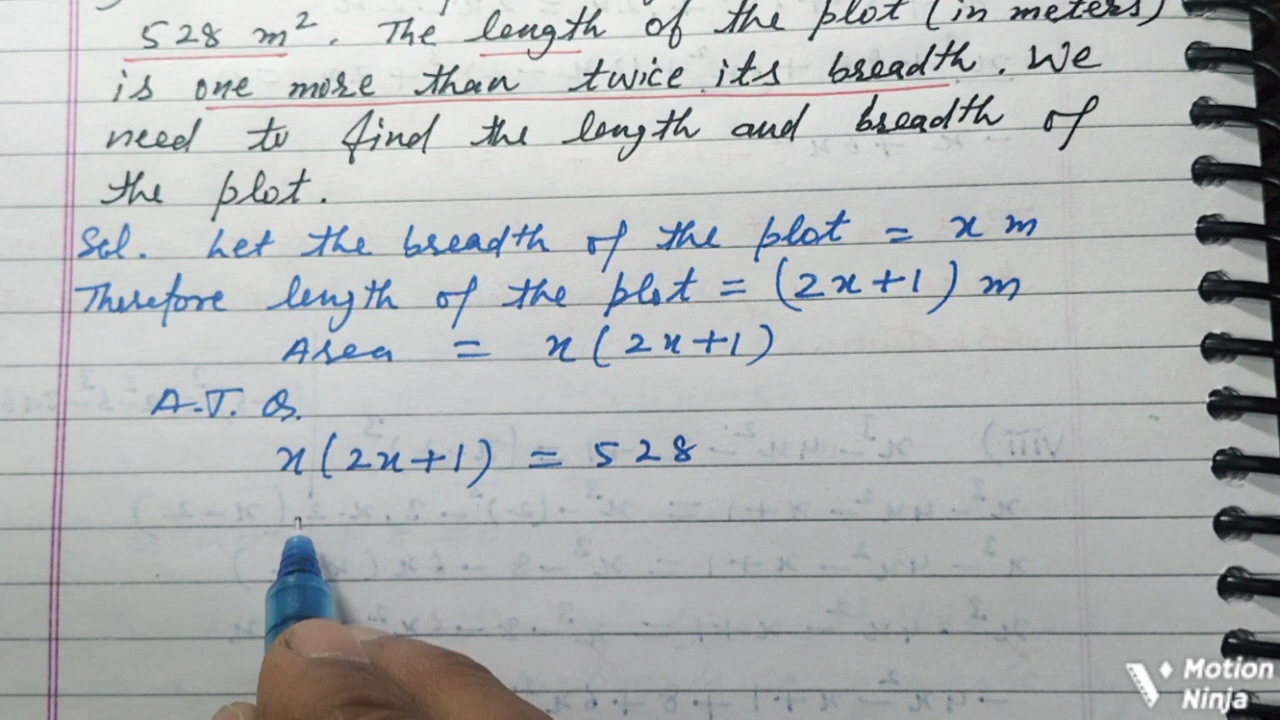 528 m². The length of the plot (in meters)
is one more than twice its breadth. We
need to find the length and breadth of
the plot.
Sol. Let the breadth of the plot = x m
Therefore length of the plot = (2x+1) m
Area = x(2x+1)
A.T.Q.
x(2x+1) = 528
Motion
Ninja